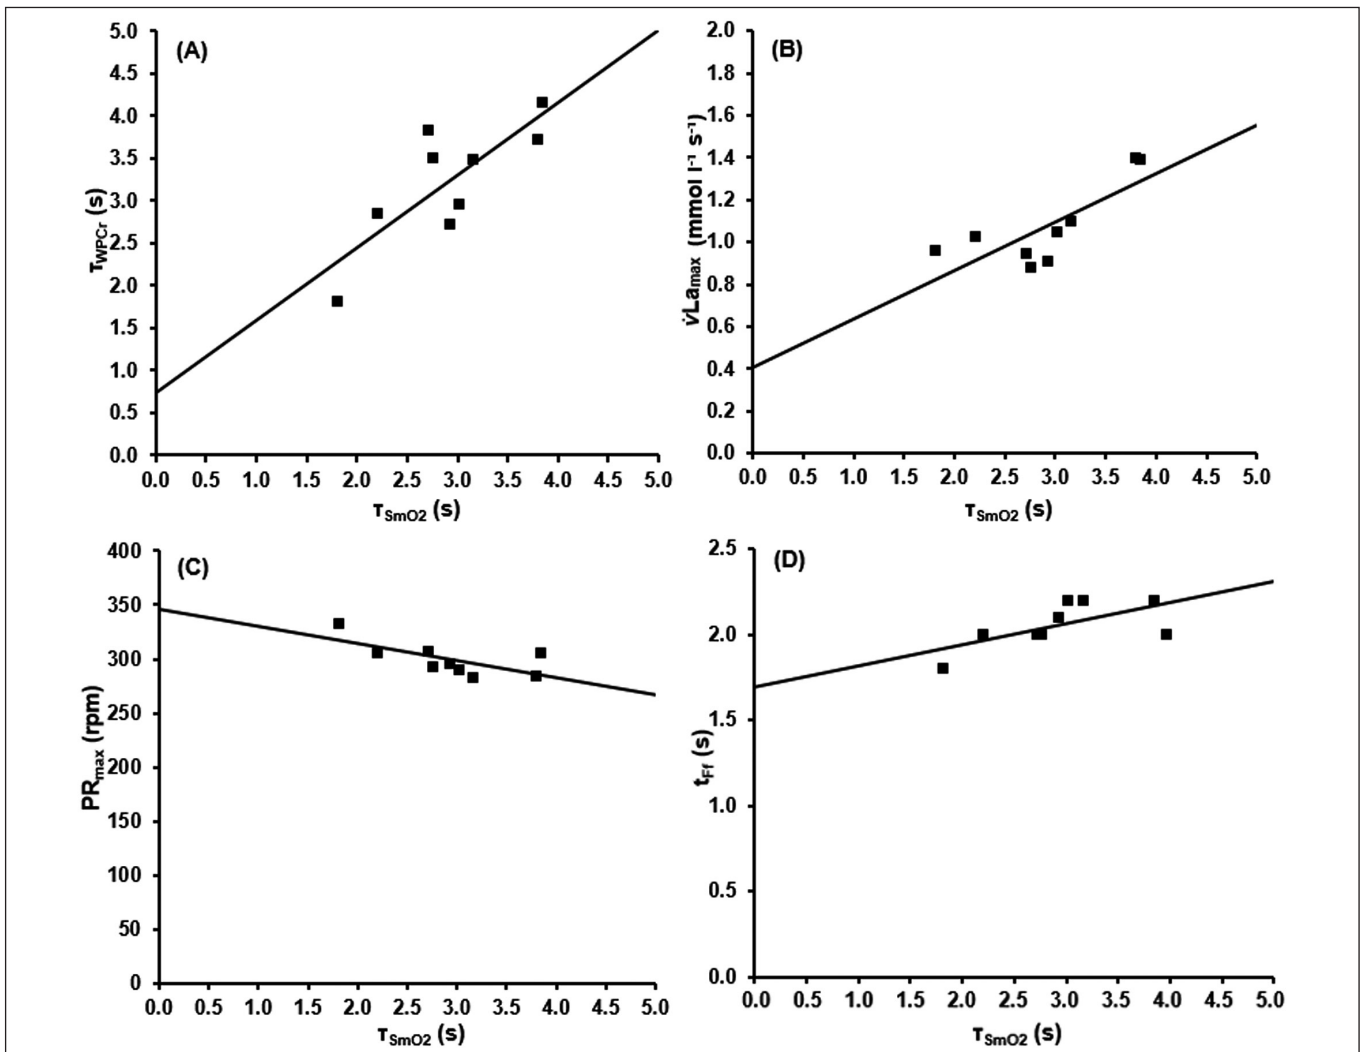 (A)
τWPCr (s)
5.0
4.5
4.0
3.5
3.0
2.5
2.0
1.5
1.0
0.5
0.0
0.0 0.5 1.0 1.5 2.0 2.5 3.0 3.5 4.0 4.5 5.0
τSmO2 (s)
(B)
v̇Lamax (mmol l⁻¹ s⁻¹)
2.0
1.8
1.6
1.4
1.2
1.0
0.8
0.6
0.4
0.2
0.0
0.0 0.5 1.0 1.5 2.0 2.5 3.0 3.5 4.0 4.5 5.0
τSmO2 (s)
(C)
PRmax (rpm)
400
350
300
250
200
150
100
50
0
0.0 0.5 1.0 1.5 2.0 2.5 3.0 3.5 4.0 4.5 5.0
τSmO2 (s)
(D)
tFf (s)
2.5
2.0
1.5
1.0
0.5
0.0
0.0 0.5 1.0 1.5 2.0 2.5 3.0 3.5 4.0 4.5 5.0
τSmO2 (s)